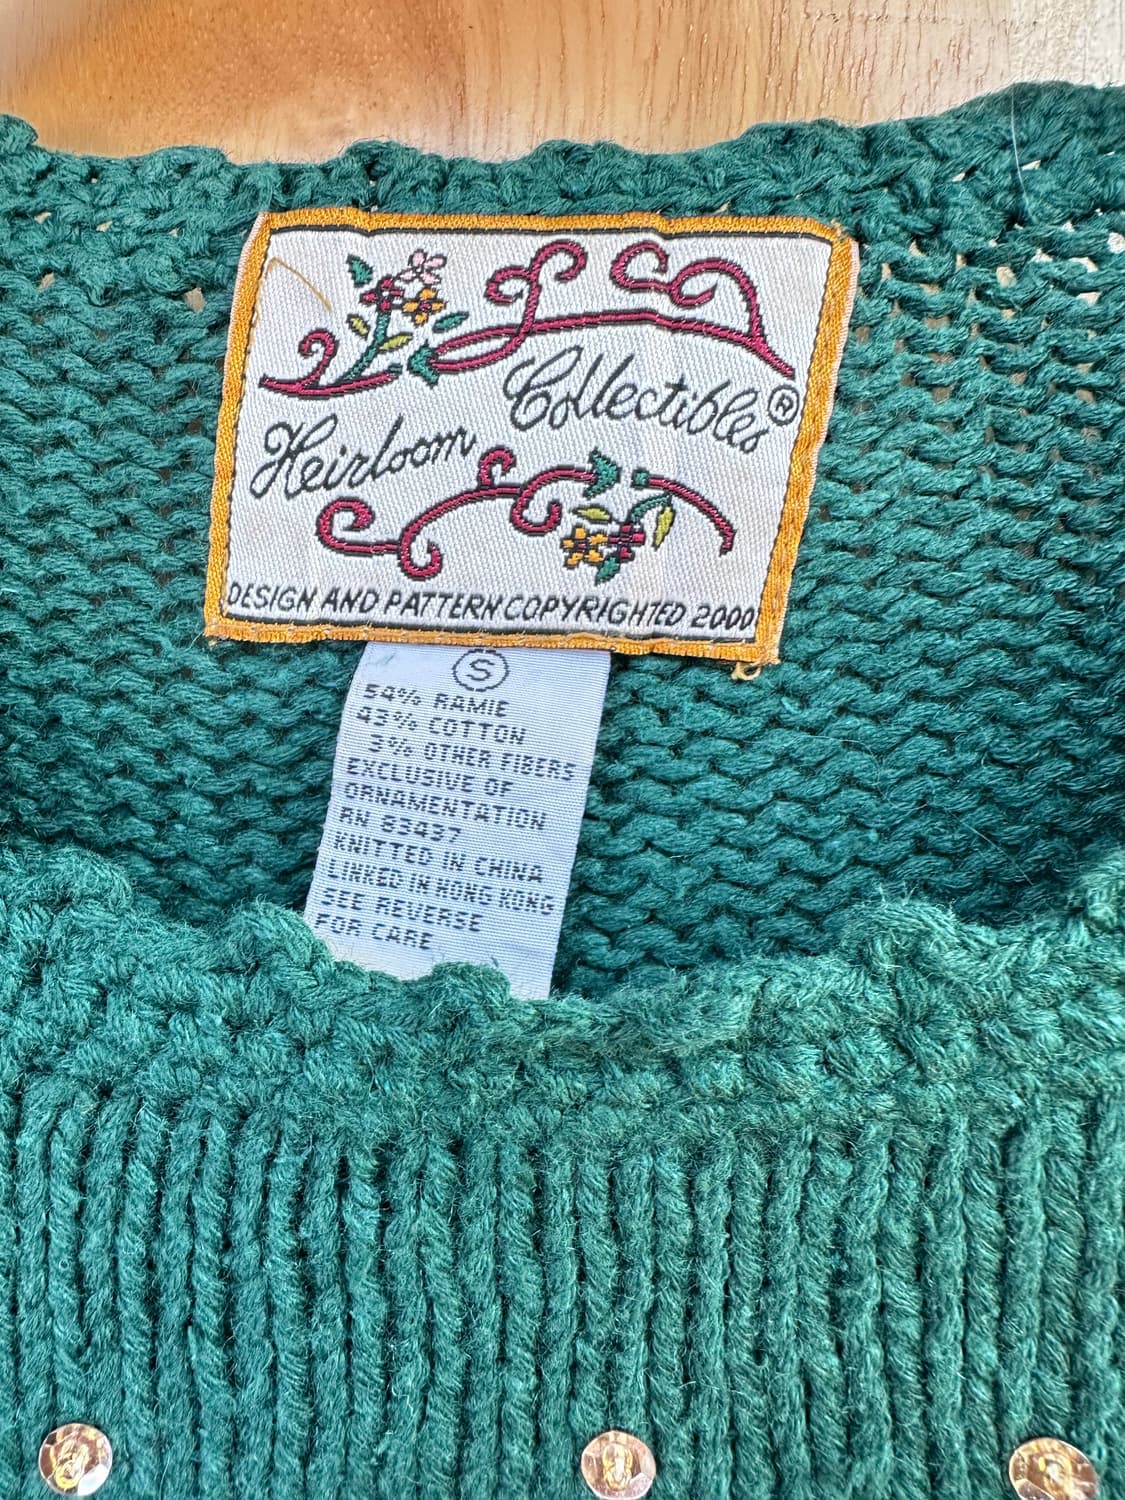 Heirloom Collectibles®
DESIGN AND PATTERN COPYRIGHTED 2000
S
54% RAMIE
43% COTTON
3% OTHER FIBERS
EXCLUSIVE OF
ORNAMENTATION
RN 83437
KNITTED IN CHINA
LINKED IN HONG KONG
SEE REVERSE
FOR CARE